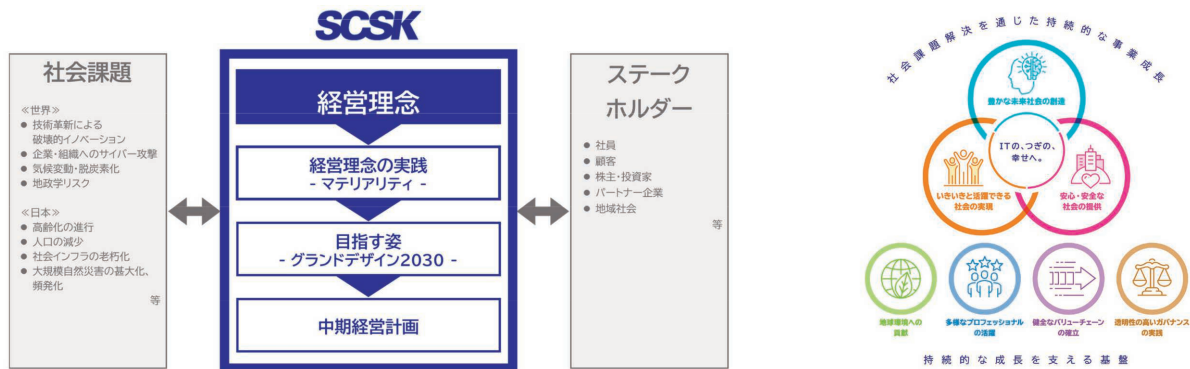 SCSK
社会課題
≪世界≫
● 技術革新による
破壊的イノベーション
● 企業・組織へのサイバー攻撃
● 気候変動・脱炭素化
● 地政学リスク
≪日本≫
● 高齢化の進行
● 人口の減少
● 社会インフラの老朽化
● 大規模自然災害の甚大化、
頻発化
等
経営理念
経営理念の実践
- マテリアリティ -
目指す姿
- グランドデザイン2030 -
中期経営計画
ステーク
ホルダー
● 社員
● 顧客
● 株主・投資家
● パートナー企業
● 地域社会
等
社会課題解決を通じた持続的な事業成長
豊かな未来社会の創造
ITの、つぎの、
幸せへ。
いきいきと活躍できる
社会の実現
安心・安全な
社会の提供
地球環境への
貢献
多様なプロフェッショナル
の活躍
健全なバリューチェーン
の確立
透明性の高いガバナンス
の実践
持続的な成長を支える基盤